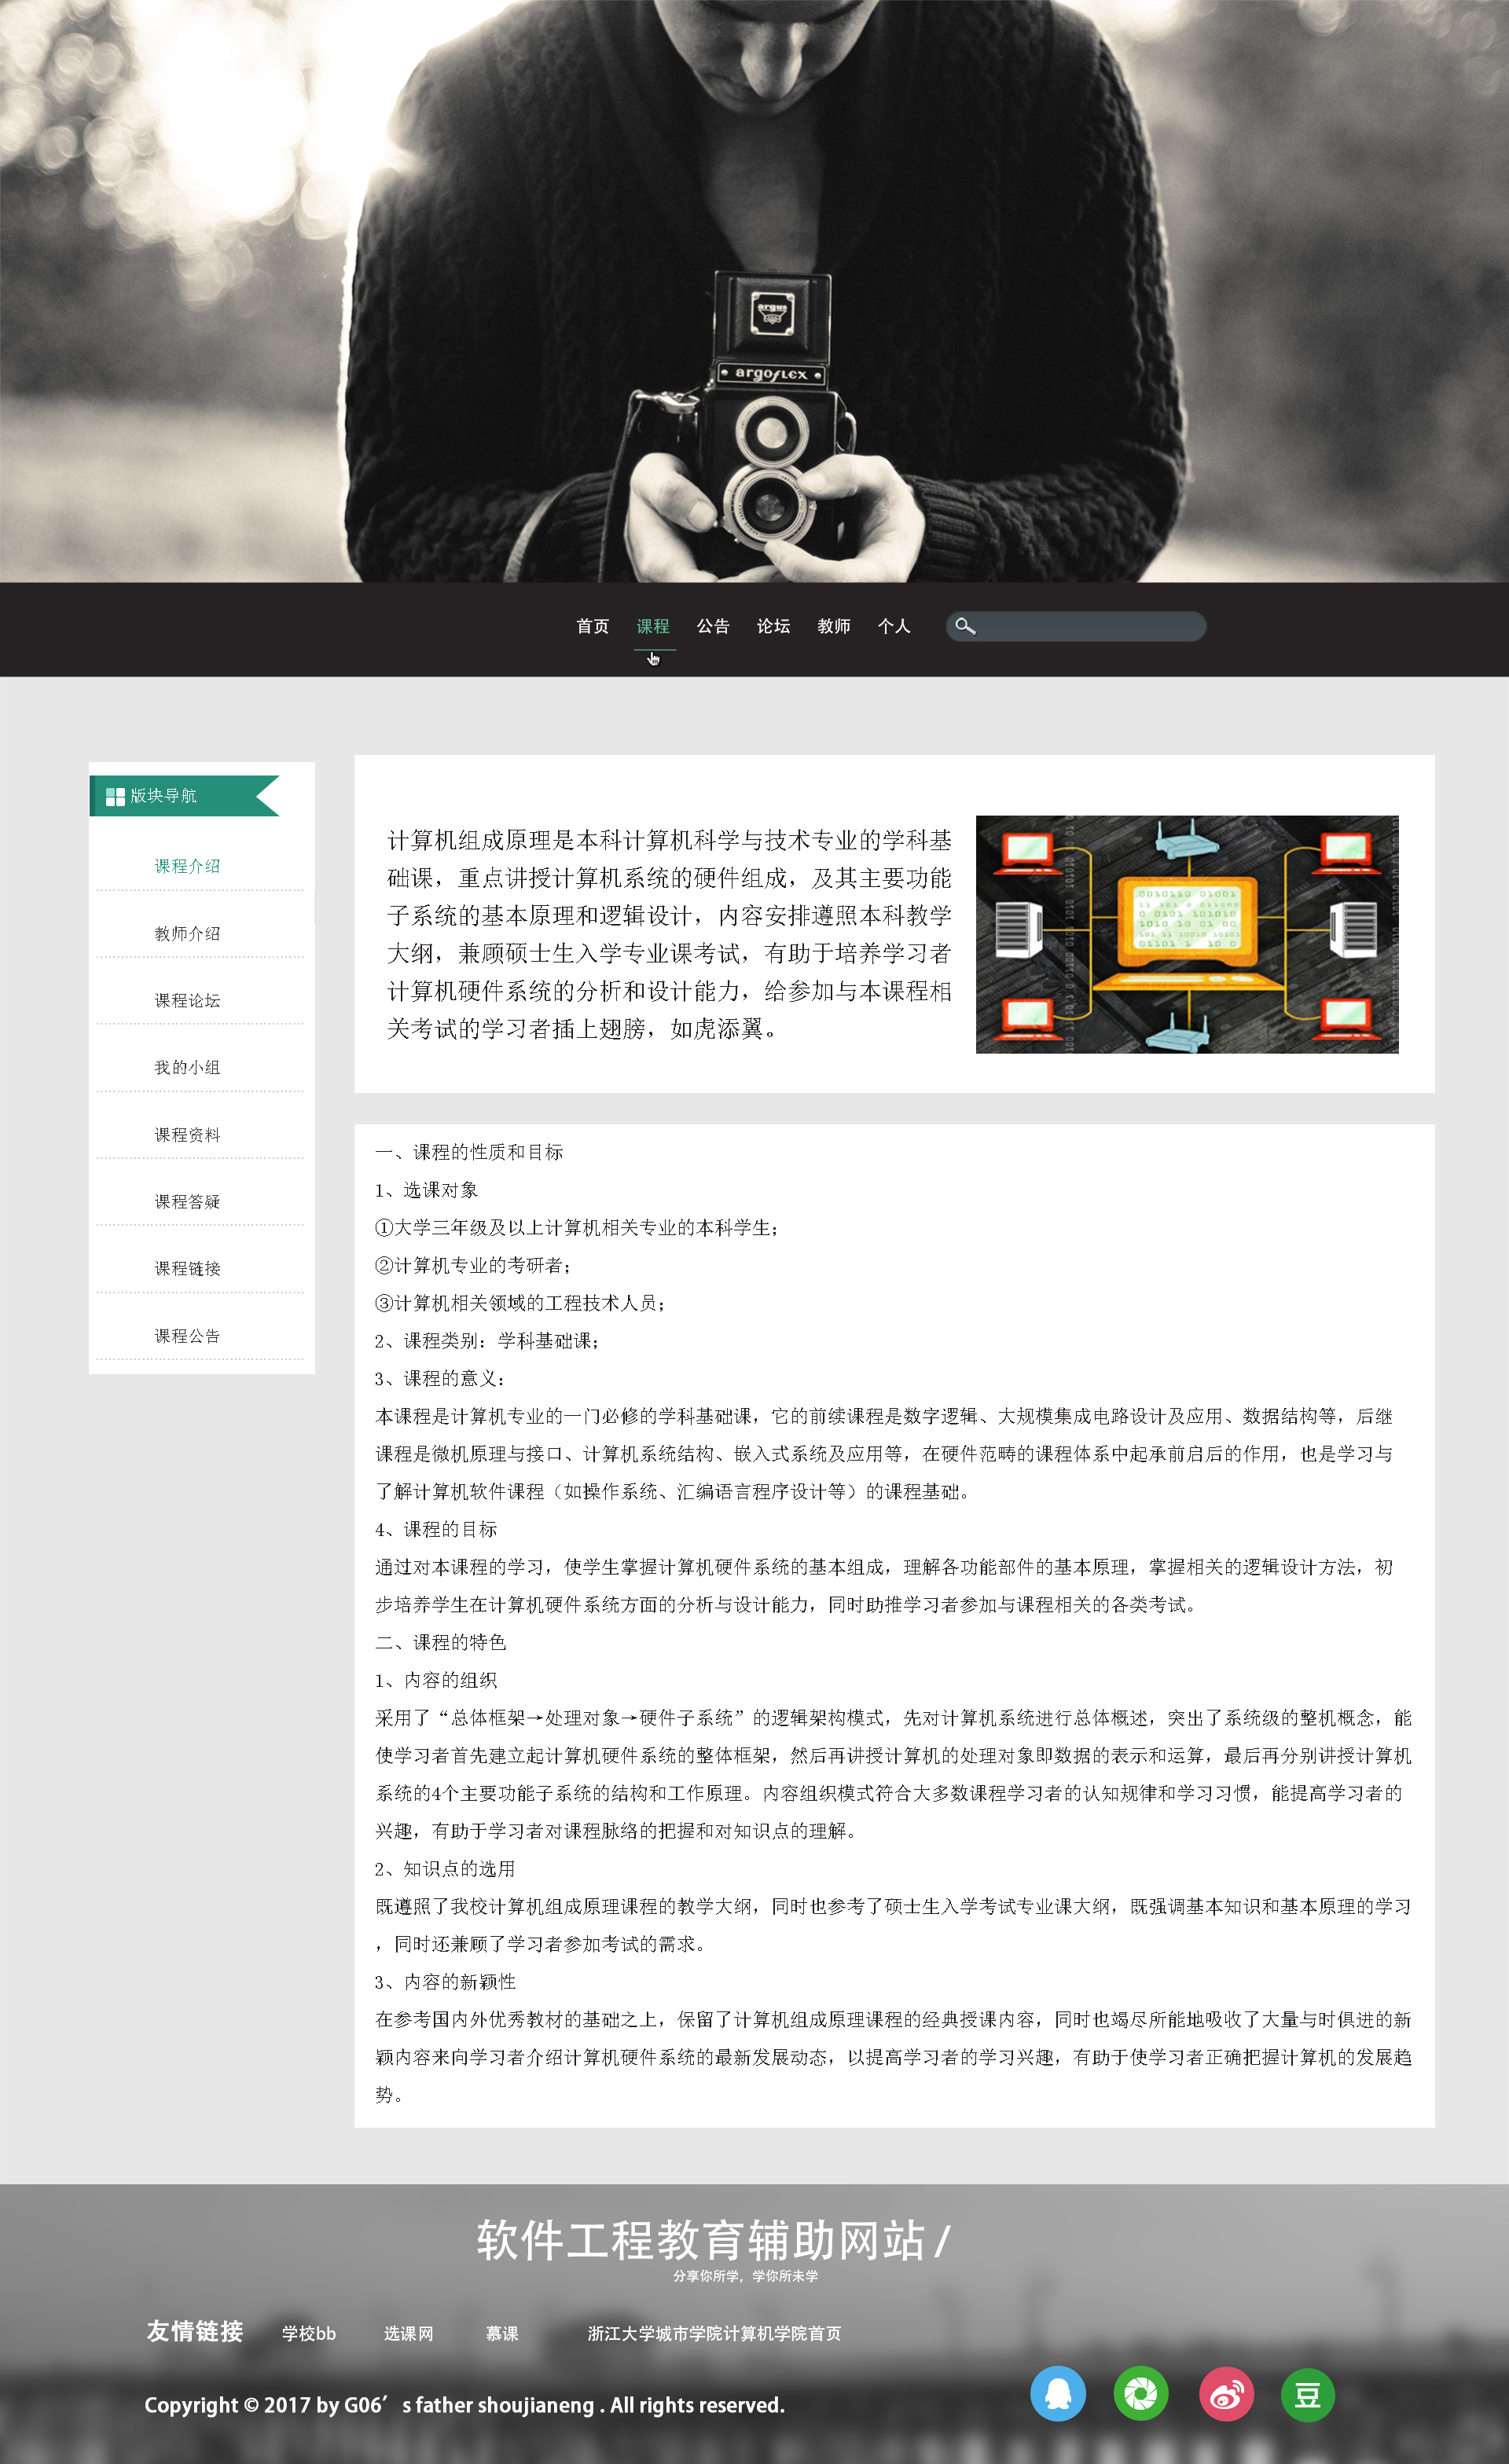 argus
argoflex
首页 课程 公告 论坛 教师 个人
版块导航
课程介绍
教师介绍
课程论坛
我的小组
课程资料
课程答疑
课程链接
课程公告
计算机组成原理是本科计算机科学与技术专业的学科基
础课，重点讲授计算机系统的硬件组成，及其主要功能
子系统的基本原理和逻辑设计，内容安排遵照本科教学
大纲，兼顾硕士生入学专业课考试，有助于培养学习者
计算机硬件系统的分析和设计能力，给参加与本课程相
关考试的学习者插上翅膀，如虎添翼。
一、课程的性质和目标
1、选课对象
①大学三年级及以上计算机相关专业的本科学生；
②计算机专业的考研者；
③计算机相关领域的工程技术人员；
2、课程类别：学科基础课；
3、课程的意义：
本课程是计算机专业的一门必修的学科基础课，它的前续课程是数字逻辑、大规模集成电路设计及应用、数据结构等，后继
课程是微机原理与接口、计算机系统结构、嵌入式系统及应用等，在硬件范畴的课程体系中起承前启后的作用，也是学习与
了解计算机软件课程（如操作系统、汇编语言程序设计等）的课程基础。
4、课程的目标
通过对本课程的学习，使学生掌握计算机硬件系统的基本组成，理解各功能部件的基本原理，掌握相关的逻辑设计方法，初
步培养学生在计算机硬件系统方面的分析与设计能力，同时助推学习者参加与课程相关的各类考试。
二、课程的特色
1、内容的组织
采用了“总体框架→处理对象→硬件子系统”的逻辑架构模式，先对计算机系统进行总体概述，突出了系统级的整机概念，能
使学习者首先建立起计算机硬件系统的整体框架，然后再讲授计算机的处理对象即数据的表示和运算，最后再分别讲授计算机
系统的4个主要功能子系统的结构和工作原理。内容组织模式符合大多数课程学习者的认知规律和学习习惯，能提高学习者的
兴趣，有助于学习者对课程脉络的把握和对知识点的理解。
2、知识点的选用
既遵照了我校计算机组成原理课程的教学大纲，同时也参考了硕士生入学考试专业课大纲，既强调基本知识和基本原理的学习
，同时还兼顾了学习者参加考试的需求。
3、内容的新颖性
在参考国内外优秀教材的基础之上，保留了计算机组成原理课程的经典授课内容，同时也竭尽所能地吸收了大量与时俱进的新
颖内容来向学习者介绍计算机硬件系统的最新发展动态，以提高学习者的学习兴趣，有助于使学习者正确把握计算机的发展趋
势。
软件工程教育辅助网站 /
分享你所学，学你所未学
友情链接 学校bb 选课网 慕课 浙江大学城市学院计算机学院首页
Copyright © 2017 by G06′ s father shoujianeng . All rights reserved.
豆